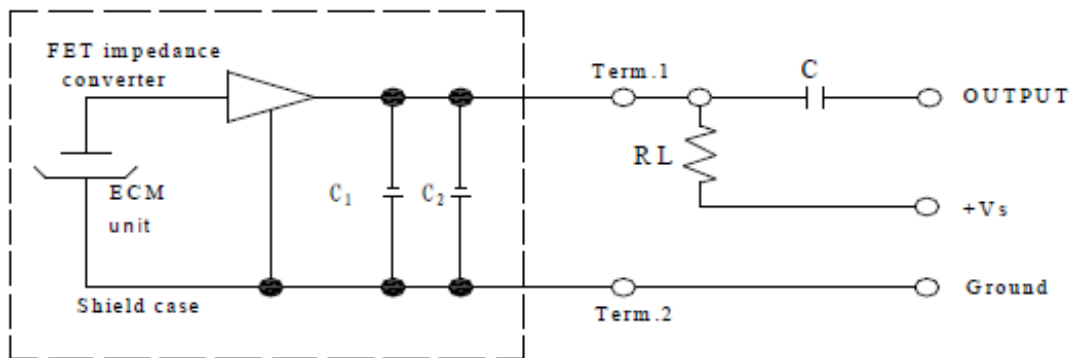 FET impedance
converter
ECM
unit
Shield case
C1
C2
Term.1
C
OUTPUT
RL
+Vs
Term.2
Ground